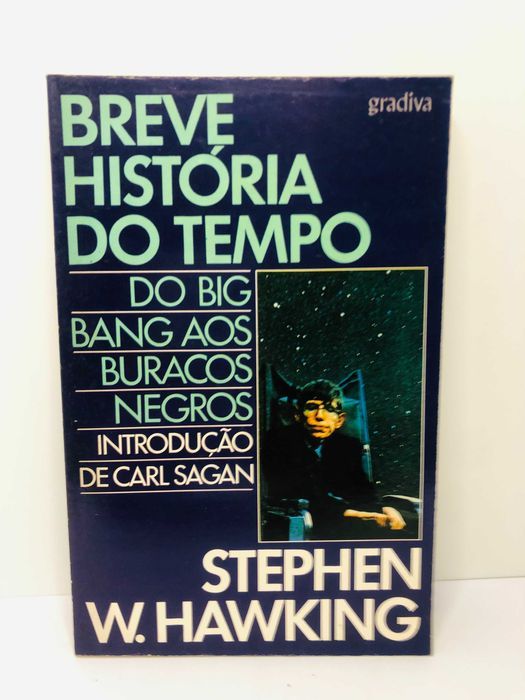 gradiva
BREVE
HISTÓRIA
DO TEMPO
DO BIG
BANG AOS
BURACOS
NEGROS
INTRODUÇÃO
DE CARL SAGAN
STEPHEN
W. HAWKING